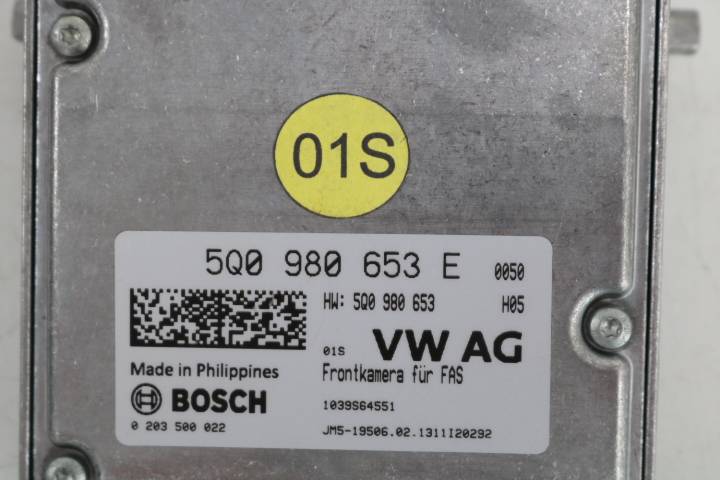 01S
5Q0 980 653 E 0050
HW: 5Q0 980 653 H05
01S VW AG
Made in Philippines
Frontkamera für FAS
BOSCH
1039S64551
0 203 500 022
JM5-19506.02.1311I20292